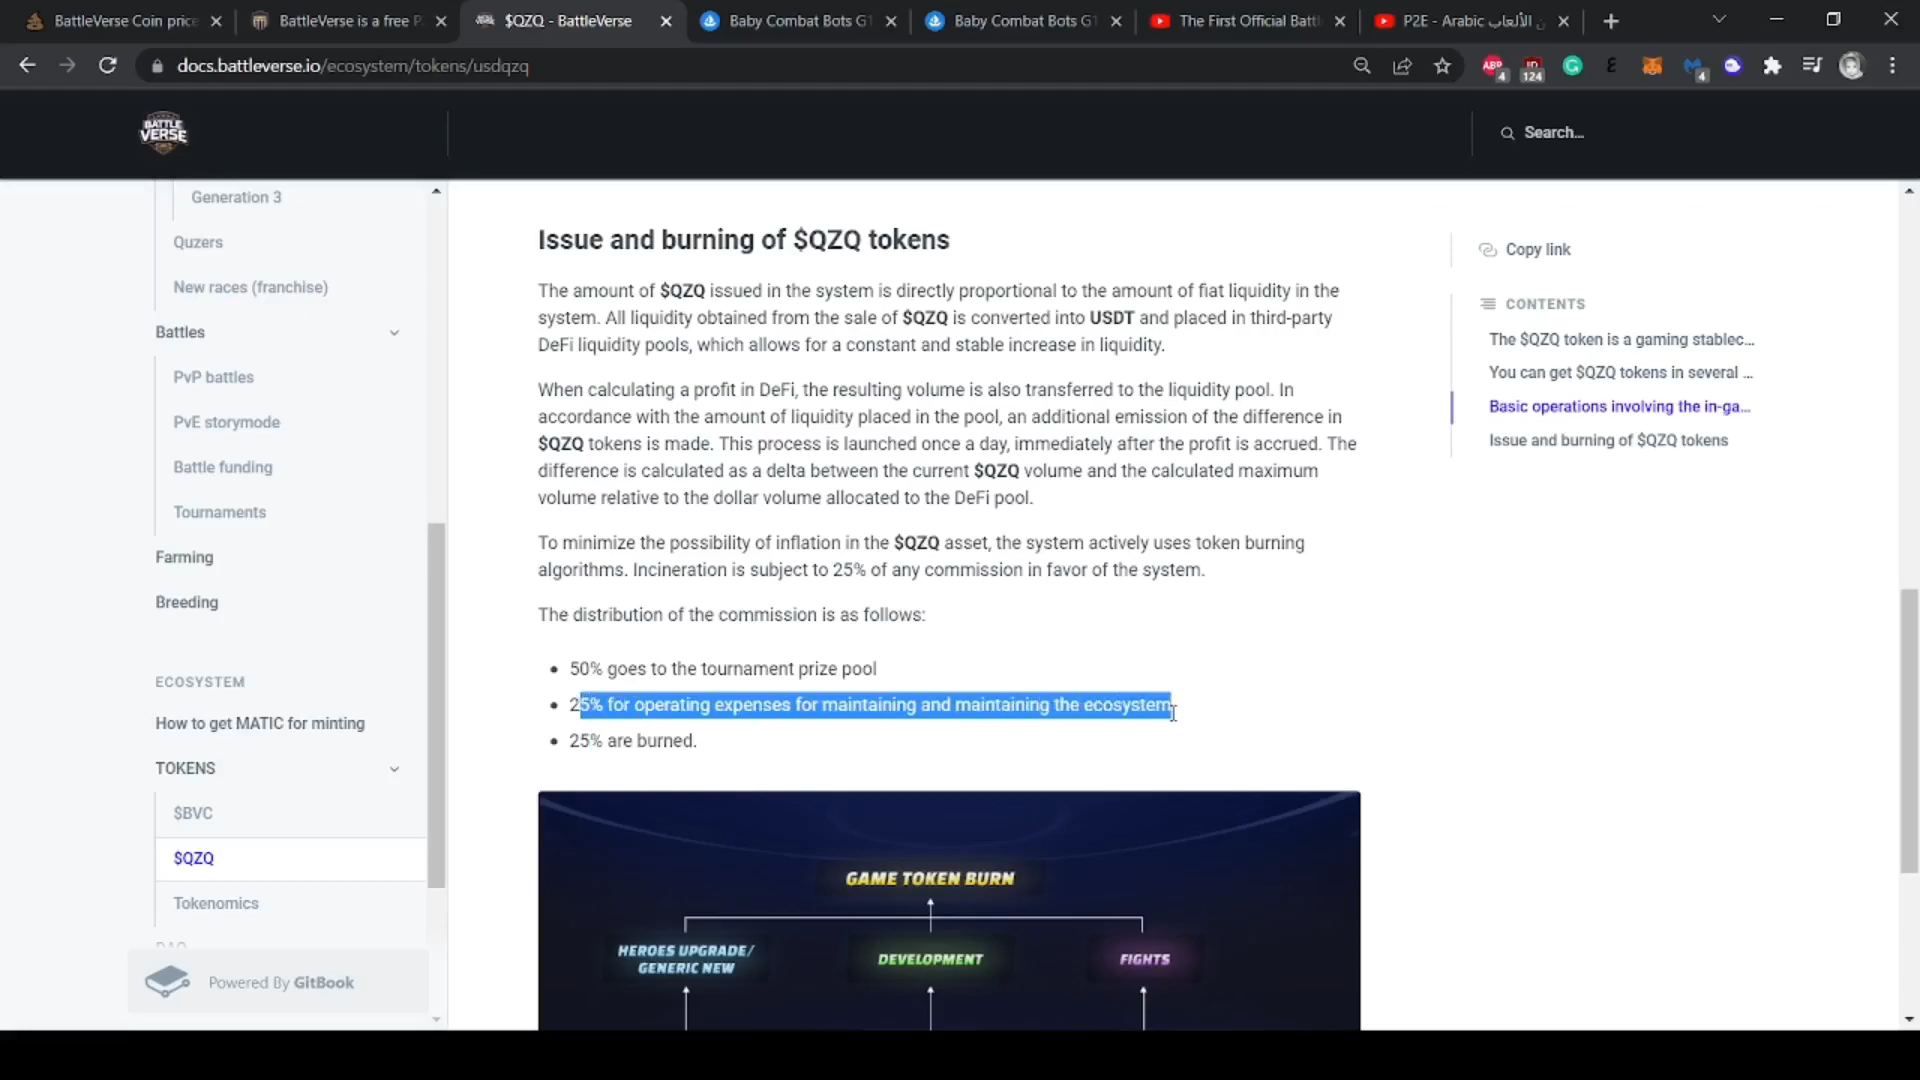 BattleVerse Coin price
BattleVerse is a free P
$QZQ - BattleVerse
Baby Combat Bots G1
Baby Combat Bots G1
The First Official Battl
P2E - Arabic
docs.battleverse.io/ecosystem/tokens/usdqzq
ABP
4
124
4
BATTLE
VERSE
Search...
Generation 3
Quzers
New races (franchise)
Battles
PvP battles
PvE storymode
Battle funding
Tournaments
Farming
Breeding
ECOSYSTEM
How to get MATIC for minting
TOKENS
$BVC
$QZQ
Tokenomics
DAO
Powered By GitBook
Issue and burning of $QZQ tokens
The amount of $QZQ issued in the system is directly proportional to the amount of fiat liquidity in the
system. All liquidity obtained from the sale of $QZQ is converted into USDT and placed in third-party
DeFi liquidity pools, which allows for a constant and stable increase in liquidity.
When calculating a profit in DeFi, the resulting volume is also transferred to the liquidity pool. In
accordance with the amount of liquidity placed in the pool, an additional emission of the difference in
$QZQ tokens is made. This process is launched once a day, immediately after the profit is accrued. The
difference is calculated as a delta between the current $QZQ volume and the calculated maximum
volume relative to the dollar volume allocated to the DeFi pool.
To minimize the possibility of inflation in the $QZQ asset, the system actively uses token burning
algorithms. Incineration is subject to 25% of any commission in favor of the system.
The distribution of the commission is as follows:
50% goes to the tournament prize pool
25% for operating expenses for maintaining and maintaining the ecosystem
25% are burned.
GAME TOKEN BURN
HEROES UPGRADE/
GENERIC NEW
DEVELOPMENT
FIGHTS
Copy link
CONTENTS
The $QZQ token is a gaming stablec...
You can get $QZQ tokens in several ...
Basic operations involving the in-ga...
Issue and burning of $QZQ tokens